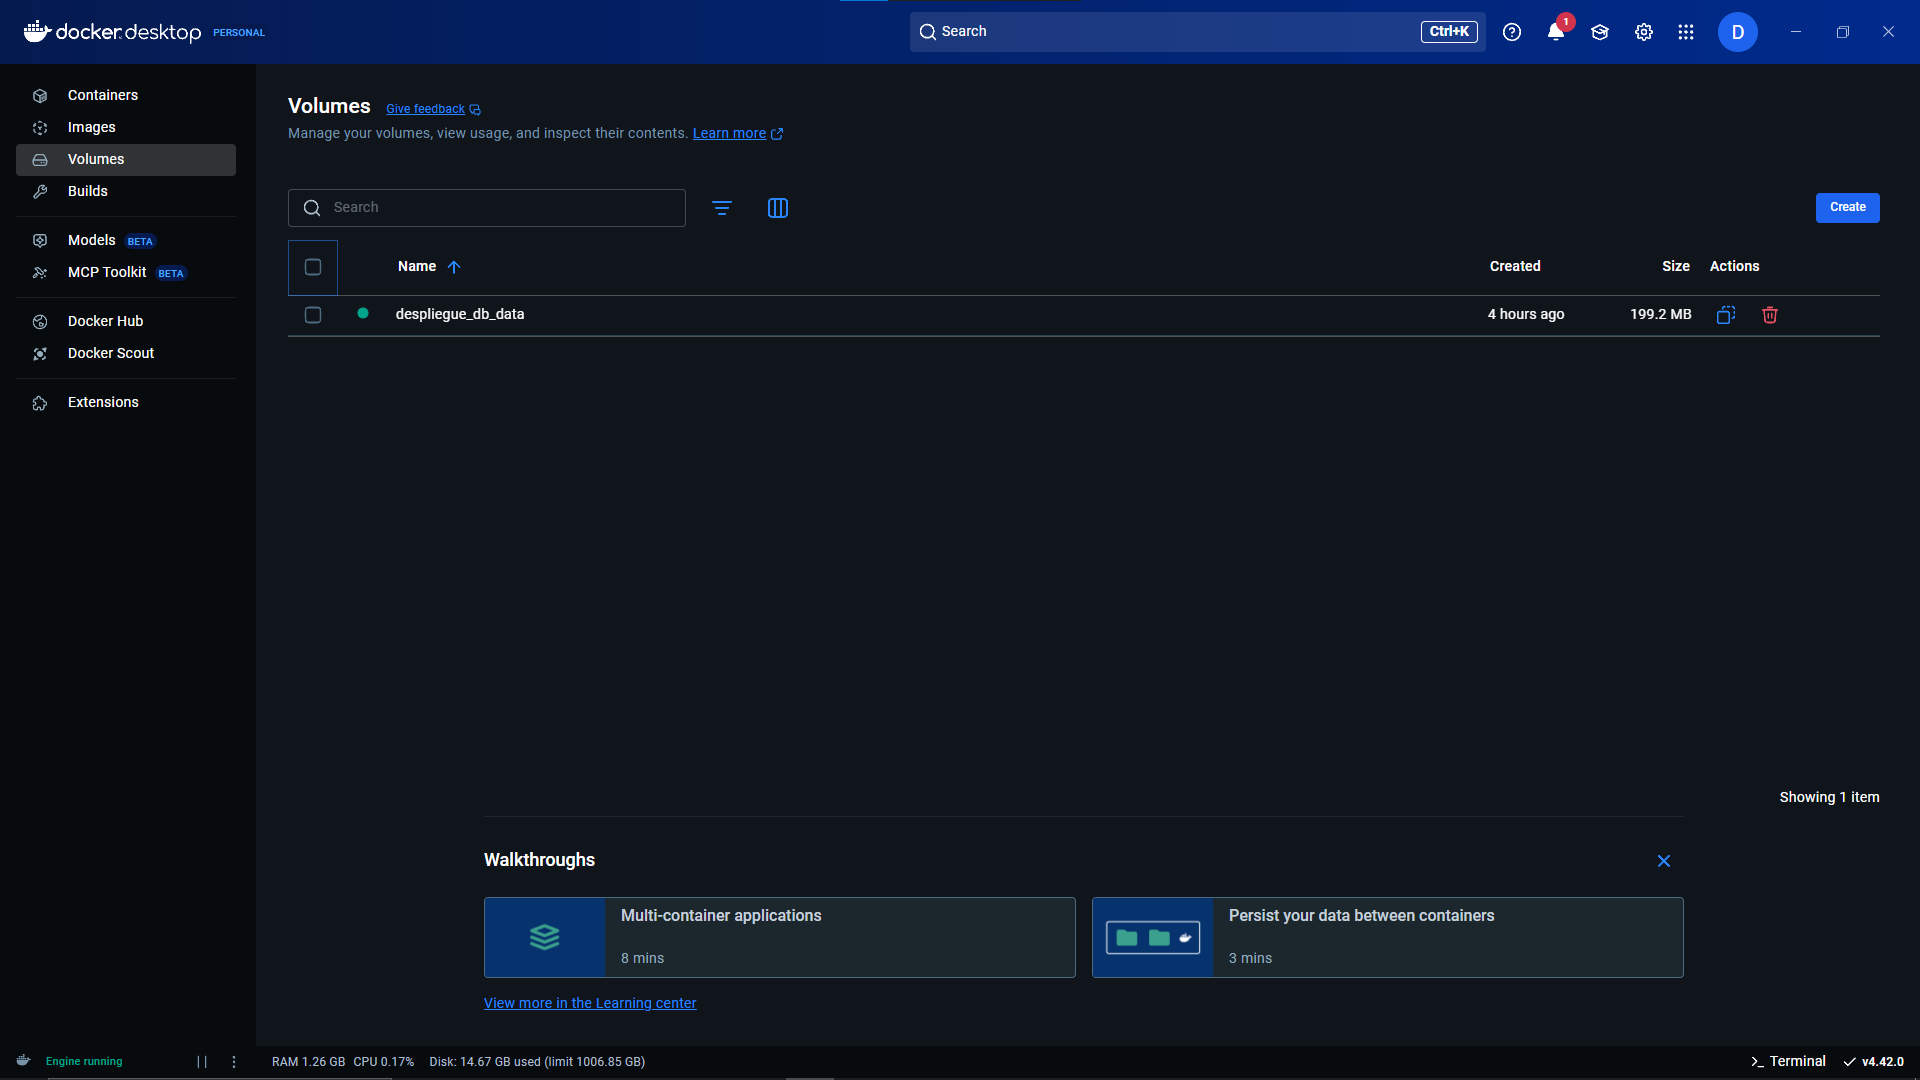 docker.desktop PERSONAL
Search
Ctrl+K
1
D
Containers
Images
Volumes
Builds
Models BETA
MCP Toolkit BETA
Docker Hub
Docker Scout
Extensions
Volumes Give feedback
Manage your volumes, view usage, and inspect their contents. Learn more
Search
Create
Name Created Size Actions
despliegue_db_data 4 hours ago 199.2 MB
Showing 1 item
Walkthroughs
Multi-container applications
8 mins
Persist your data between containers
3 mins
View more in the Learning center
Engine running
RAM 1.26 GB CPU 0.17% Disk: 14.67 GB used (limit 1006.85 GB)
Terminal
v4.42.0